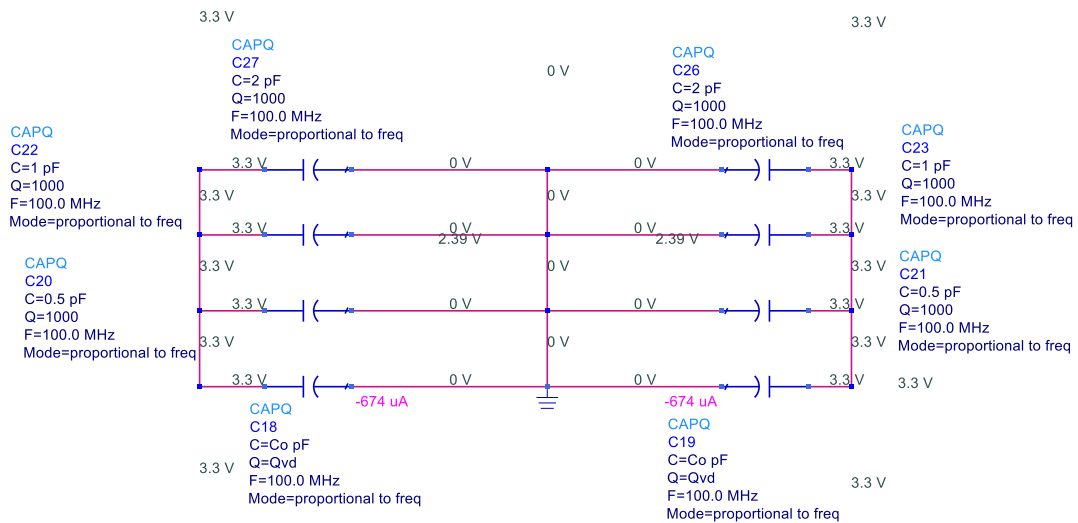 3.3 V
3.3 V
CAPQ
C27
C=2 pF
Q=1000
F=100.0 MHz
Mode=proportional to freq
0 V
CAPQ
C26
C=2 pF
Q=1000
F=100.0 MHz
Mode=proportional to freq
CAPQ
C22
C=1 pF
Q=1000
F=100.0 MHz
Mode=proportional to freq
CAPQ
C23
C=1 pF
Q=1000
F=100.0 MHz
Mode=proportional to freq
3.3 V
0 V
0 V
3.3 V
3.3 V
0 V
3.3 V
3.3 V
0 V
0 V
3.3 V
2.39 V
2.39 V
3.3 V
0 V
3.3 V
CAPQ
C20
C=0.5 pF
Q=1000
F=100.0 MHz
Mode=proportional to freq
CAPQ
C21
C=0.5 pF
Q=1000
F=100.0 MHz
Mode=proportional to freq
3.3 V
0 V
0 V
3.3 V
3.3 V
0 V
3.3 V
3.3 V
0 V
0 V
3.3 V
3.3 V
-674 uA
-674 uA
CAPQ
C18
C=Co pF
Q=Qvd
F=100.0 MHz
Mode=proportional to freq
CAPQ
C19
C=Co pF
Q=Qvd
F=100.0 MHz
Mode=proportional to freq
3.3 V
3.3 V